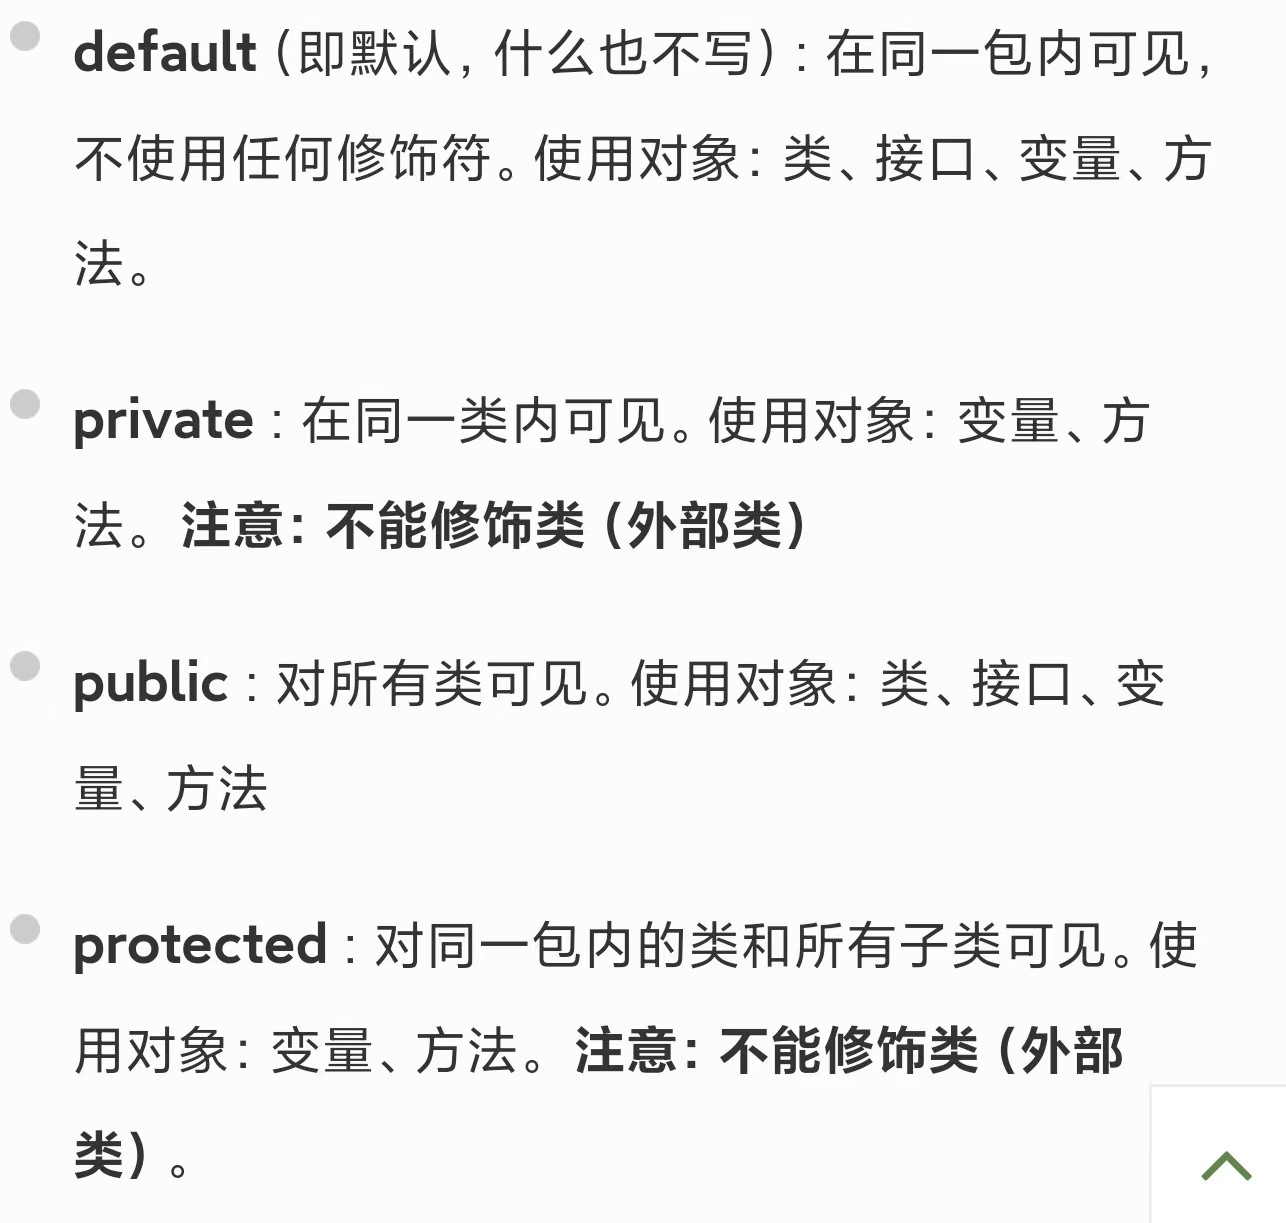 default (即默认, 什么也不写) : 在同一包内可见,
不使用任何修饰符。使用对象：类、接口、变量、方
法。
private : 在同一类内可见。使用对象：变量、方
法。注意：不能修饰类 (外部类)
public : 对所有类可见。使用对象：类、接口、变
量、方法
protected : 对同一包内的类和所有子类可见。使
用对象：变量、方法。注意：不能修饰类 (外部
类) 。